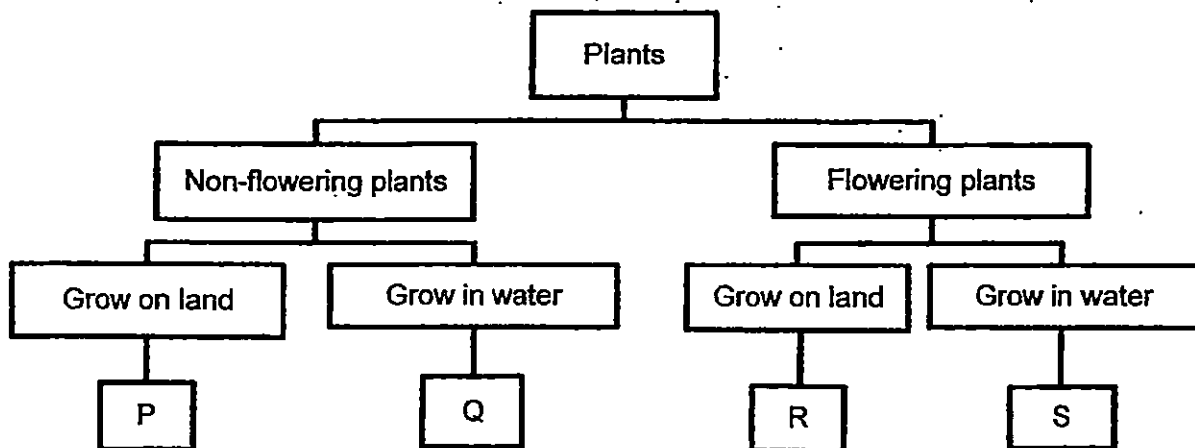 Plants
Non-flowering plants
Flowering plants
Grow on land
Grow in water
Grow on land
Grow in water
P
Q
R
S